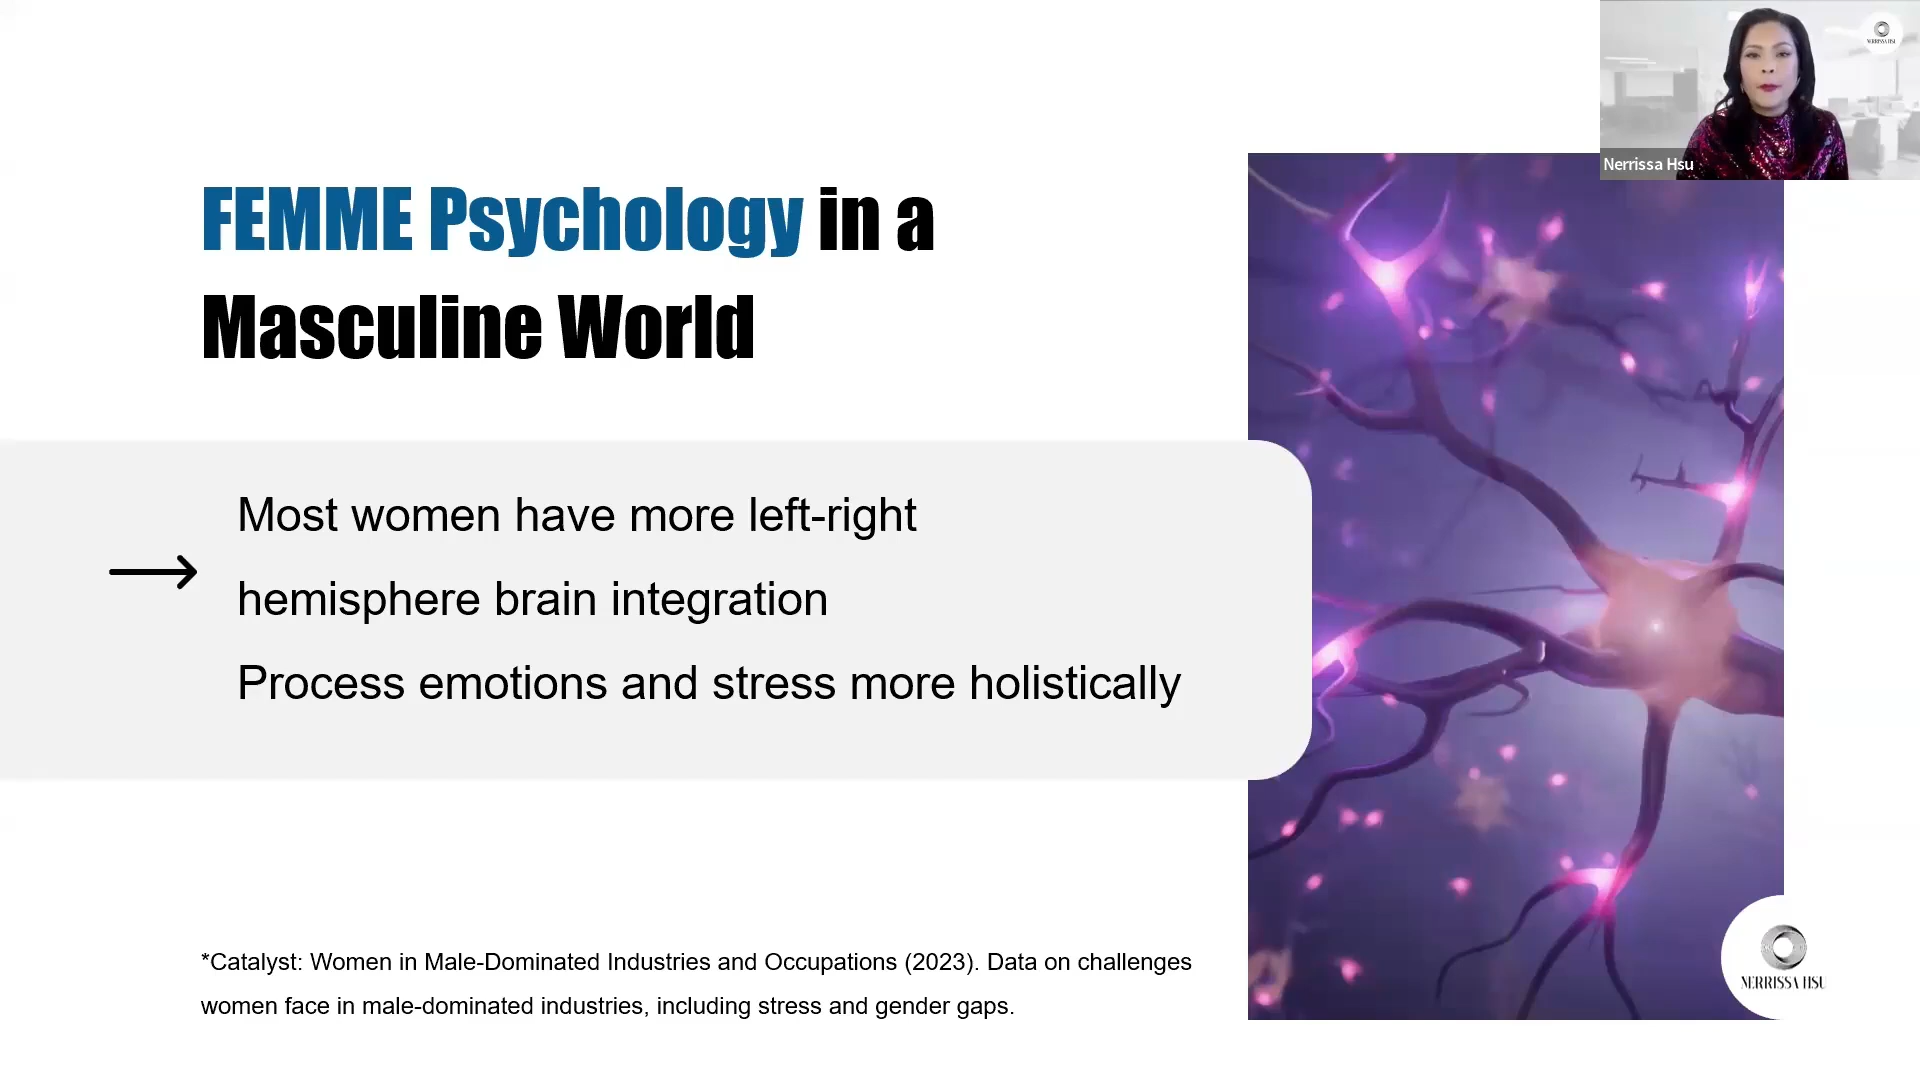 FEMME Psychology in a
Masculine World
Most women have more left-right
hemisphere brain integration
Process emotions and stress more holistically
*Catalyst: Women in Male-Dominated Industries and Occupations (2023). Data on challenges
women face in male-dominated industries, including stress and gender gaps.
Nerrissa Hsu
NERRISSA HSU
NERRISSA HSU